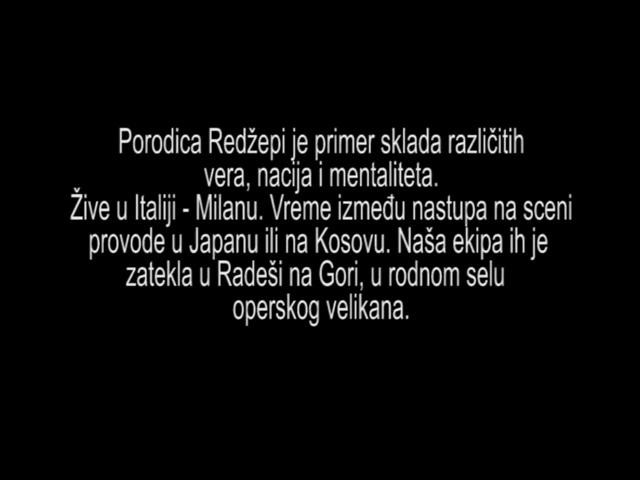 Porodica Redžepi je primer sklada različitih
vera, nacija i mentaliteta.
Žive u Italiji - Milanu. Vreme između nastupa na sceni
provode u Japanu ili na Kosovu. Naša ekipa ih je
zatekla u Radeši na Gori, u rodnom selu
operskog velikana.